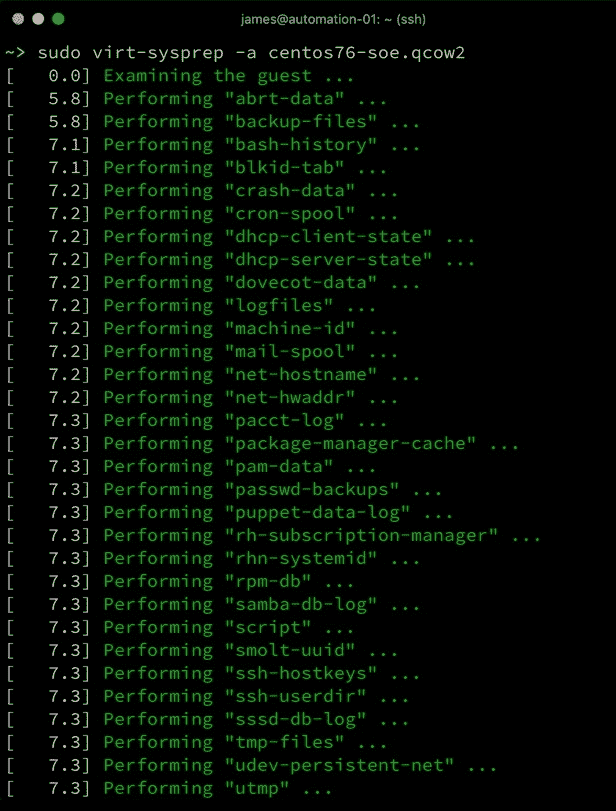 james@automation-01: ~ (ssh)
~> sudo virt-sysprep -a centos76-soe.qcow2
[   0.0] Examining the guest ...
[   5.8] Performing "abrt-data" ...
[   5.8] Performing "backup-files" ...
[   7.1] Performing "bash-history" ...
[   7.1] Performing "blkid-tab" ...
[   7.2] Performing "crash-data" ...
[   7.2] Performing "cron-spool" ...
[   7.2] Performing "dhcp-client-state" ...
[   7.2] Performing "dhcp-server-state" ...
[   7.2] Performing "dovecot-data" ...
[   7.2] Performing "logfiles" ...
[   7.2] Performing "machine-id" ...
[   7.2] Performing "mail-spool" ...
[   7.2] Performing "net-hostname" ...
[   7.2] Performing "net-hwaddr" ...
[   7.3] Performing "pacct-log" ...
[   7.3] Performing "package-manager-cache" ...
[   7.3] Performing "pam-data" ...
[   7.3] Performing "passwd-backups" ...
[   7.3] Performing "puppet-data-log" ...
[   7.3] Performing "rh-subscription-manager" ...
[   7.3] Performing "rhn-systemid" ...
[   7.3] Performing "rpm-db" ...
[   7.3] Performing "samba-db-log" ...
[   7.3] Performing "script" ...
[   7.3] Performing "smolt-uuid" ...
[   7.3] Performing "ssh-hostkeys" ...
[   7.3] Performing "ssh-userdir" ...
[   7.3] Performing "sssd-db-log" ...
[   7.3] Performing "tmp-files" ...
[   7.3] Performing "udev-persistent-net" ...
[   7.3] Performing "utmp" ...